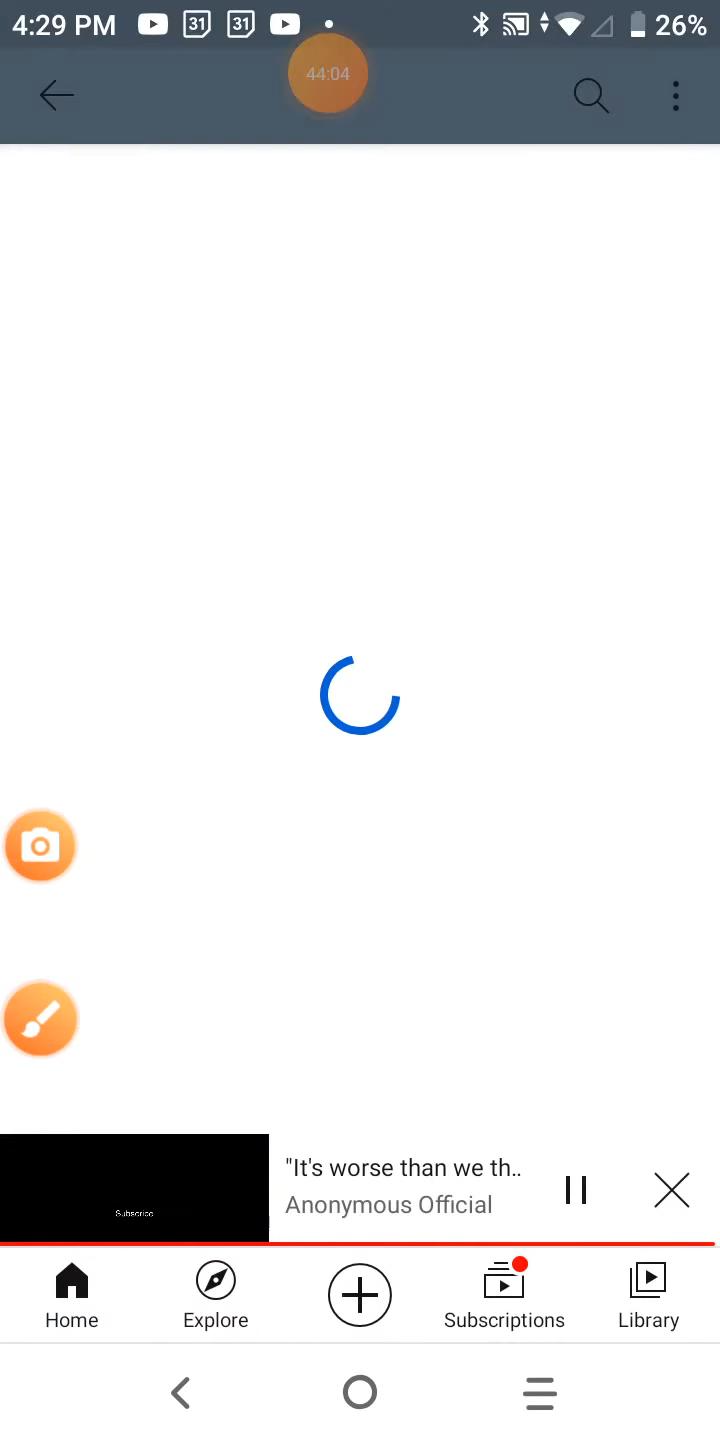 4:29 PM 31 31 26%
44:04
"It's worse than we th..
Anonymous Official
Subscribe
Home Explore Subscriptions Library